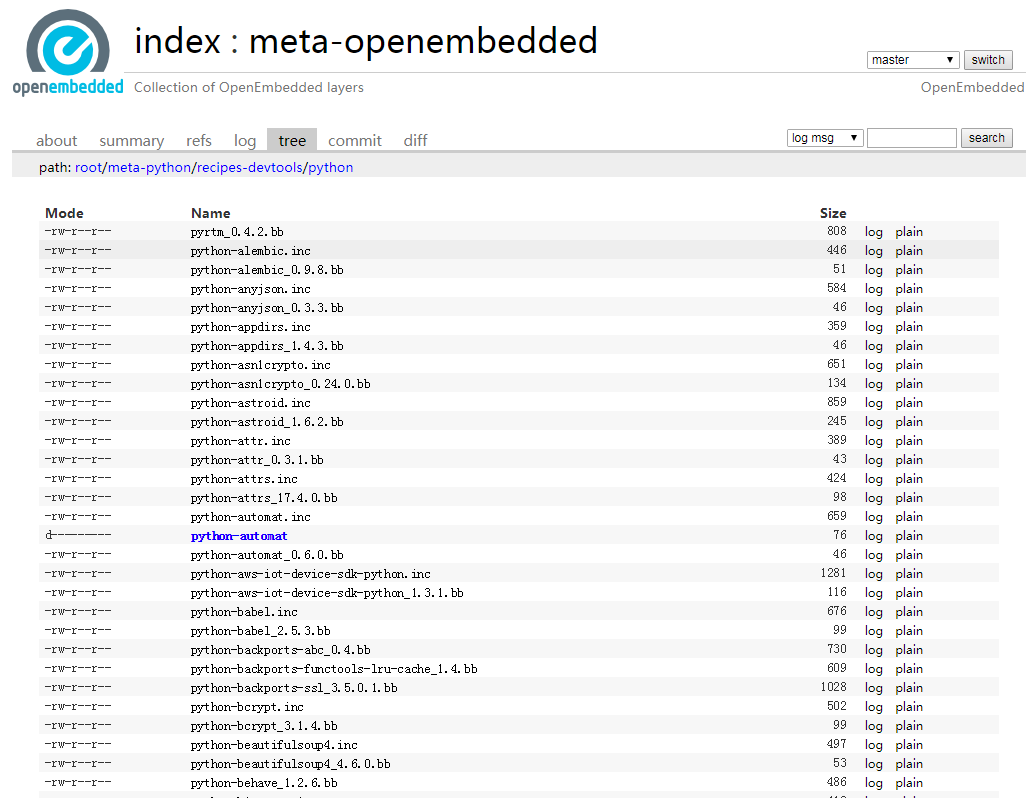 index : meta-openembedded
master switch
openembedded Collection of OpenEmbedded layers OpenEmbedded
about summary refs log tree commit diff log msg search
path: root/meta-python/recipes-devtools/python
Mode Name Size
-rw-r--r-- pyrtm_0.4.2.bb 808 log plain
-rw-r--r-- python-alembic.inc 446 log plain
-rw-r--r-- python-alembic_0.9.8.bb 51 log plain
-rw-r--r-- python-anyjson.inc 584 log plain
-rw-r--r-- python-anyjson_0.3.3.bb 46 log plain
-rw-r--r-- python-appdirs.inc 359 log plain
-rw-r--r-- python-appdirs_1.4.3.bb 46 log plain
-rw-r--r-- python-asn1crypto.inc 651 log plain
-rw-r--r-- python-asn1crypto_0.24.0.bb 134 log plain
-rw-r--r-- python-astroid.inc 859 log plain
-rw-r--r-- python-astroid_1.6.2.bb 245 log plain
-rw-r--r-- python-attr.inc 389 log plain
-rw-r--r-- python-attr_0.3.1.bb 43 log plain
-rw-r--r-- python-attrs.inc 424 log plain
-rw-r--r-- python-attrs_17.4.0.bb 98 log plain
-rw-r--r-- python-automat.inc 659 log plain
d--------- python-automat 76 log plain
-rw-r--r-- python-automat_0.6.0.bb 46 log plain
-rw-r--r-- python-aws-iot-device-sdk-python.inc 1281 log plain
-rw-r--r-- python-aws-iot-device-sdk-python_1.3.1.bb 116 log plain
-rw-r--r-- python-babel.inc 676 log plain
-rw-r--r-- python-babel_2.5.3.bb 99 log plain
-rw-r--r-- python-backports-abc_0.4.bb 730 log plain
-rw-r--r-- python-backports-functools-lru-cache_1.4.bb 609 log plain
-rw-r--r-- python-backports-ssl_3.5.0.1.bb 1028 log plain
-rw-r--r-- python-bcrypt.inc 502 log plain
-rw-r--r-- python-bcrypt_3.1.4.bb 99 log plain
-rw-r--r-- python-beautifulsoup4.inc 497 log plain
-rw-r--r-- python-beautifulsoup4_4.6.0.bb 53 log plain
-rw-r--r-- python-behave_1.2.6.bb 486 log plain